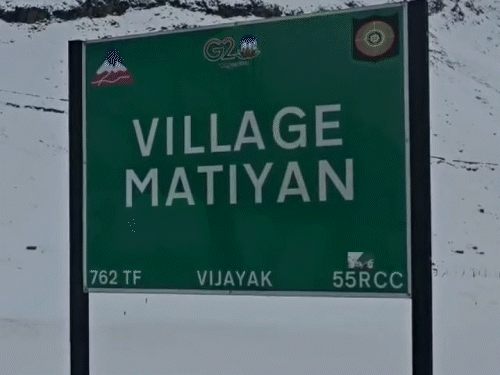 G20
VILLAGE
MATIYAN
762 TF VIJAYAK 55RCC